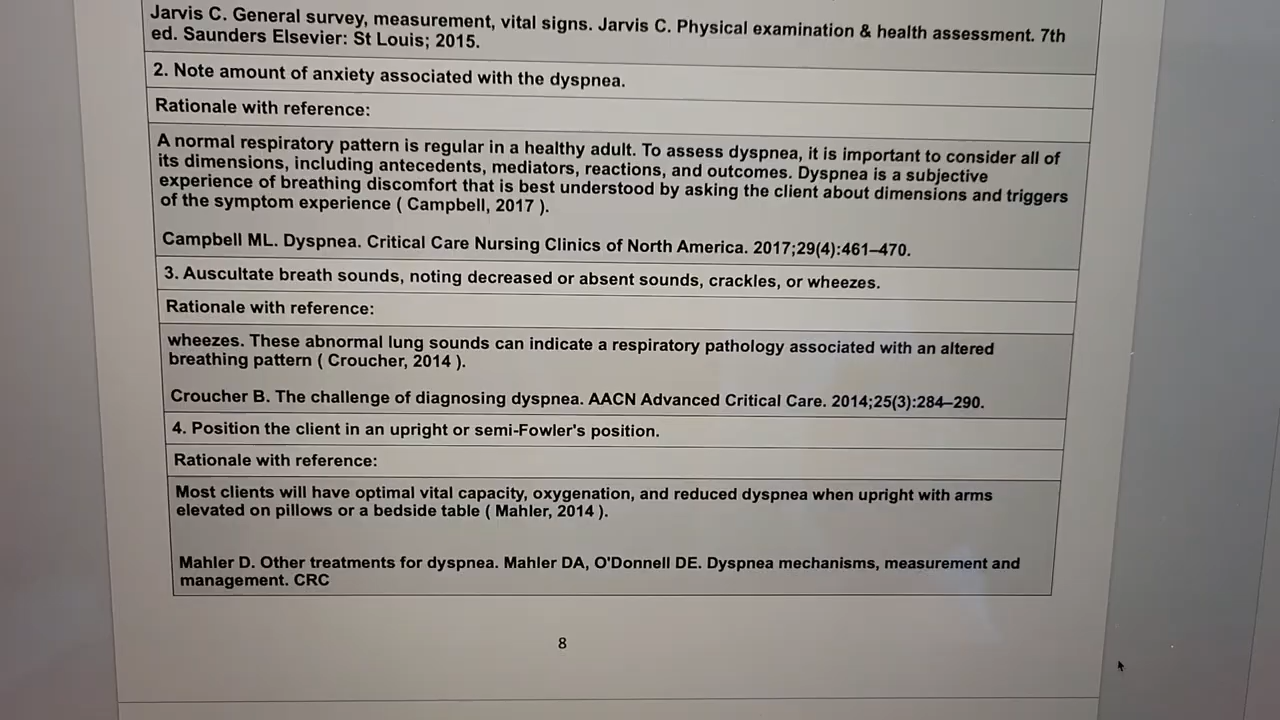 Jarvis C. General survey, measurement, vital signs. Jarvis C. Physical examination & health assessment. 7th
ed. Saunders Elsevier: St Louis; 2015.
2. Note amount of anxiety associated with the dyspnea.
Rationale with reference:
A normal respiratory pattern is regular in a healthy adult. To assess dyspnea, it is important to consider all of
its dimensions, including antecedents, mediators, reactions, and outcomes. Dyspnea is a subjective
experience of breathing discomfort that is best understood by asking the client about dimensions and triggers
of the symptom experience ( Campbell, 2017 ).
Campbell ML. Dyspnea. Critical Care Nursing Clinics of North America. 2017;29(4):461–470.
3. Auscultate breath sounds, noting decreased or absent sounds, crackles, or wheezes.
Rationale with reference:
wheezes. These abnormal lung sounds can indicate a respiratory pathology associated with an altered
breathing pattern ( Croucher, 2014 ).
Croucher B. The challenge of diagnosing dyspnea. AACN Advanced Critical Care. 2014;25(3):284–290.
4. Position the client in an upright or semi-Fowler's position.
Rationale with reference:
Most clients will have optimal vital capacity, oxygenation, and reduced dyspnea when upright with arms
elevated on pillows or a bedside table ( Mahler, 2014 ).
Mahler D. Other treatments for dyspnea. Mahler DA, O'Donnell DE. Dyspnea mechanisms, measurement and
management. CRC
8